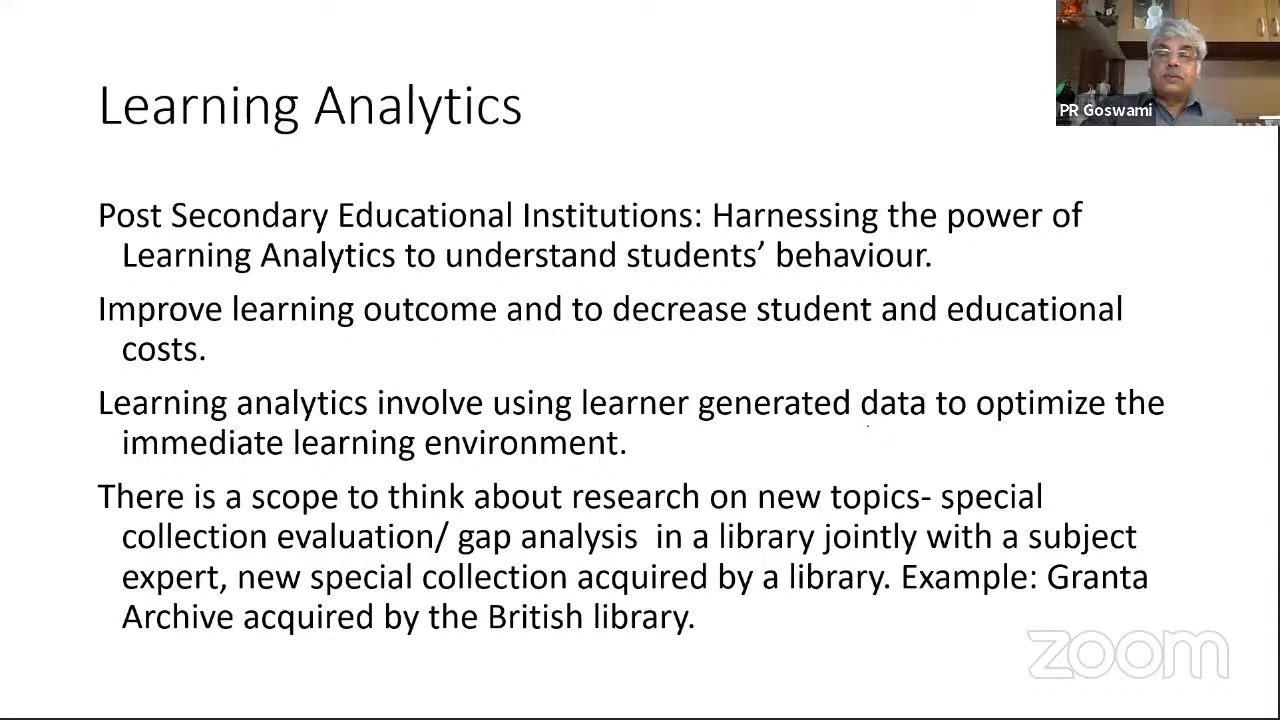 Learning Analytics
PR Goswami
Post Secondary Educational Institutions: Harnessing the power of
Learning Analytics to understand students’ behaviour.
Improve learning outcome and to decrease student and educational
costs.
Learning analytics involve using learner generated data to optimize the
immediate learning environment.
There is a scope to think about research on new topics- special
collection evaluation/ gap analysis  in a library jointly with a subject
expert, new special collection acquired by a library. Example: Granta
Archive acquired by the British library.
zoom